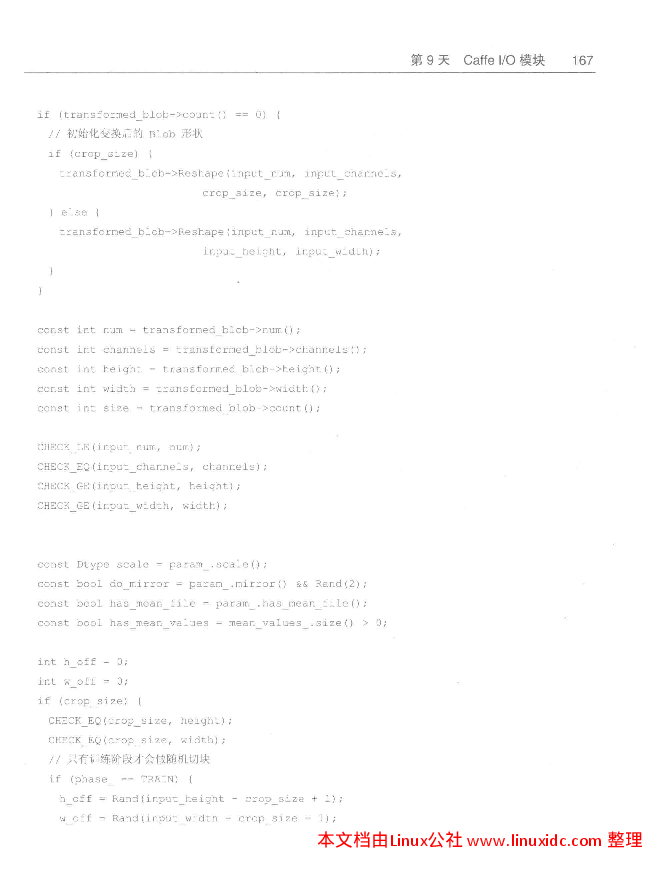 第 9 天 Caffe I/O 模块 167
if (transformed_blob->count() == 0) {
// 初始化变换后的 Blob 形状
if (crop_size) {
transformed_blob->Reshape(input_num, input_channels,
crop_size, crop_size);
} else {
transformed_blob->Reshape(input_num, input_channels,
input_height, input_width);
}
}
const int num = transformed_blob->num();
const int channels = transformed_blob->channels();
const int height = transformed_blob->height();
const int width = transformed_blob->width();
const int size = transformed_blob->count();
CHECK_LE(input_num, num);
CHECK_EQ(input_channels, channels);
CHECK_GE(input_height, height);
CHECK_GE(input_width, width);
const Dtype scale = param_.scale();
const bool do_mirror = param_.mirror() && Rand(2);
const bool has_mean_file = param_.has_mean_file();
const bool has_mean_values = mean_values_.size() > 0;
int h_off = 0;
int w_off = 0;
if (crop_size) {
CHECK_EQ(crop_size, height);
CHECK_EQ(crop_size, width);
// 只有训练阶段才会做随机切块
if (phase_ == TRAIN) {
h_off = Rand(input_height - crop_size + 1);
w_off = Rand(input_width - crop_size + 1);
本文档由Linux公社 www.linuxidc.com 整理